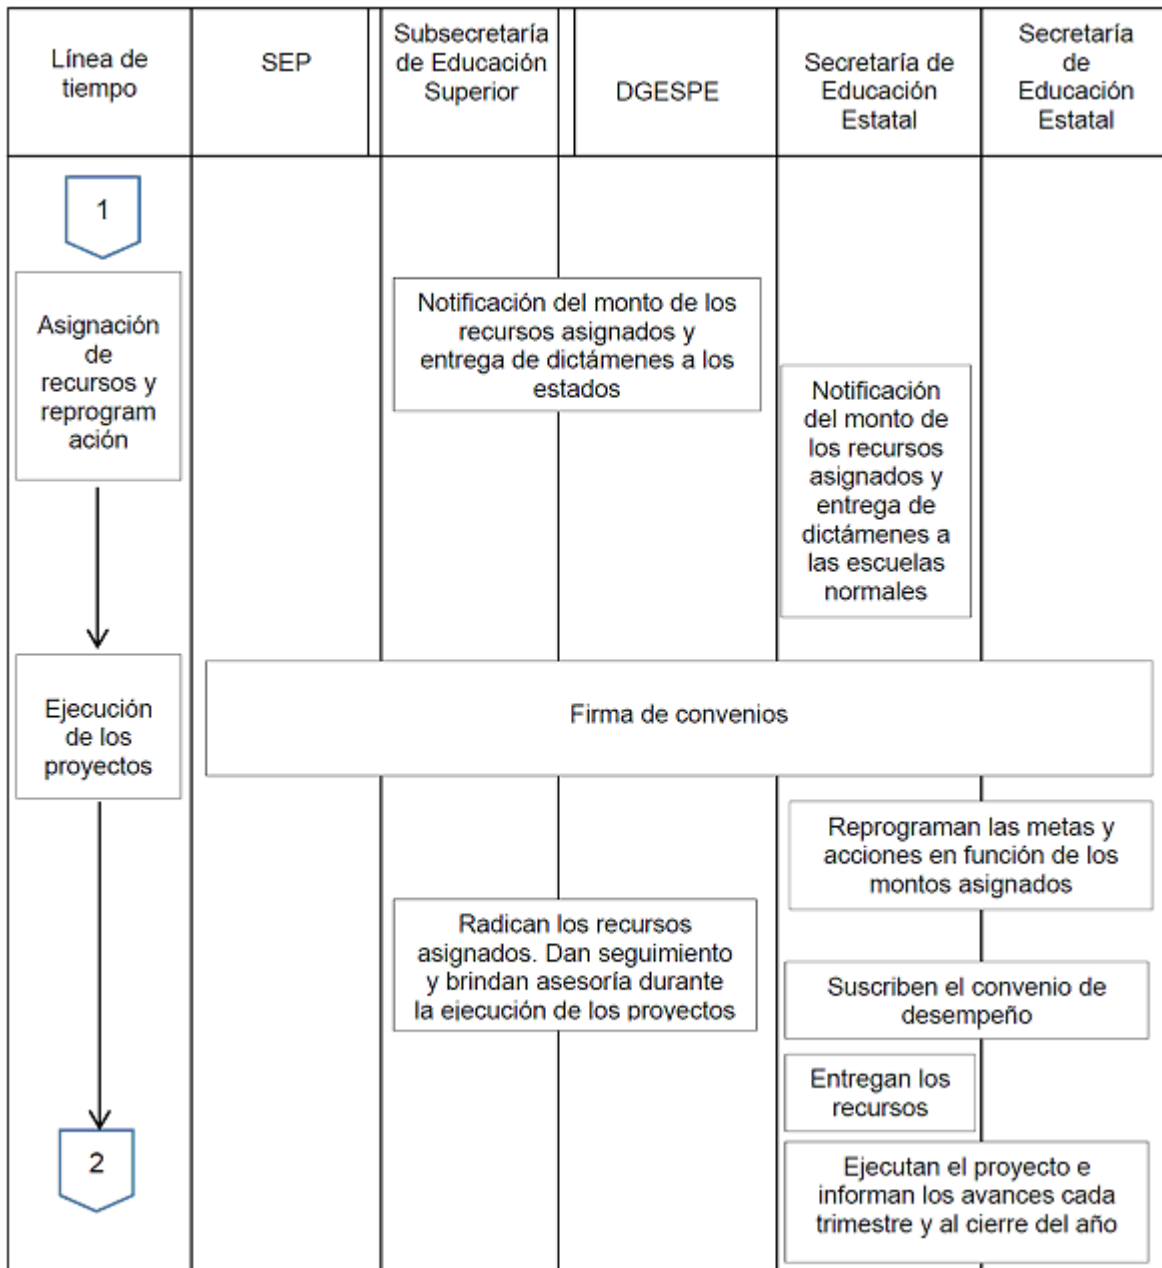 Línea de
tiempo
SEP
Subsecretaría
de Educación
Superior
DGESPE
Secretaría de
Educación
Estatal
Secretaría
de
Educación
Estatal
1
Asignación
de
recursos y
reprogram
ación
Notificación del monto de los
recursos asignados y
entrega de dictámenes a los
estados
Notificación
del monto de
los recursos
asignados y
entrega de
dictámenes a
las escuelas
normales
Ejecución
de los
proyectos
Firma de convenios
Reprograman las metas y
acciones en función de los
montos asignados
Radican los recursos
asignados. Dan seguimiento
y brindan asesoría durante
la ejecución de los proyectos
Suscriben el convenio de
desempeño
Entregan los
recursos
2
Ejecutan el proyecto e
informan los avances cada
trimestre y al cierre del año